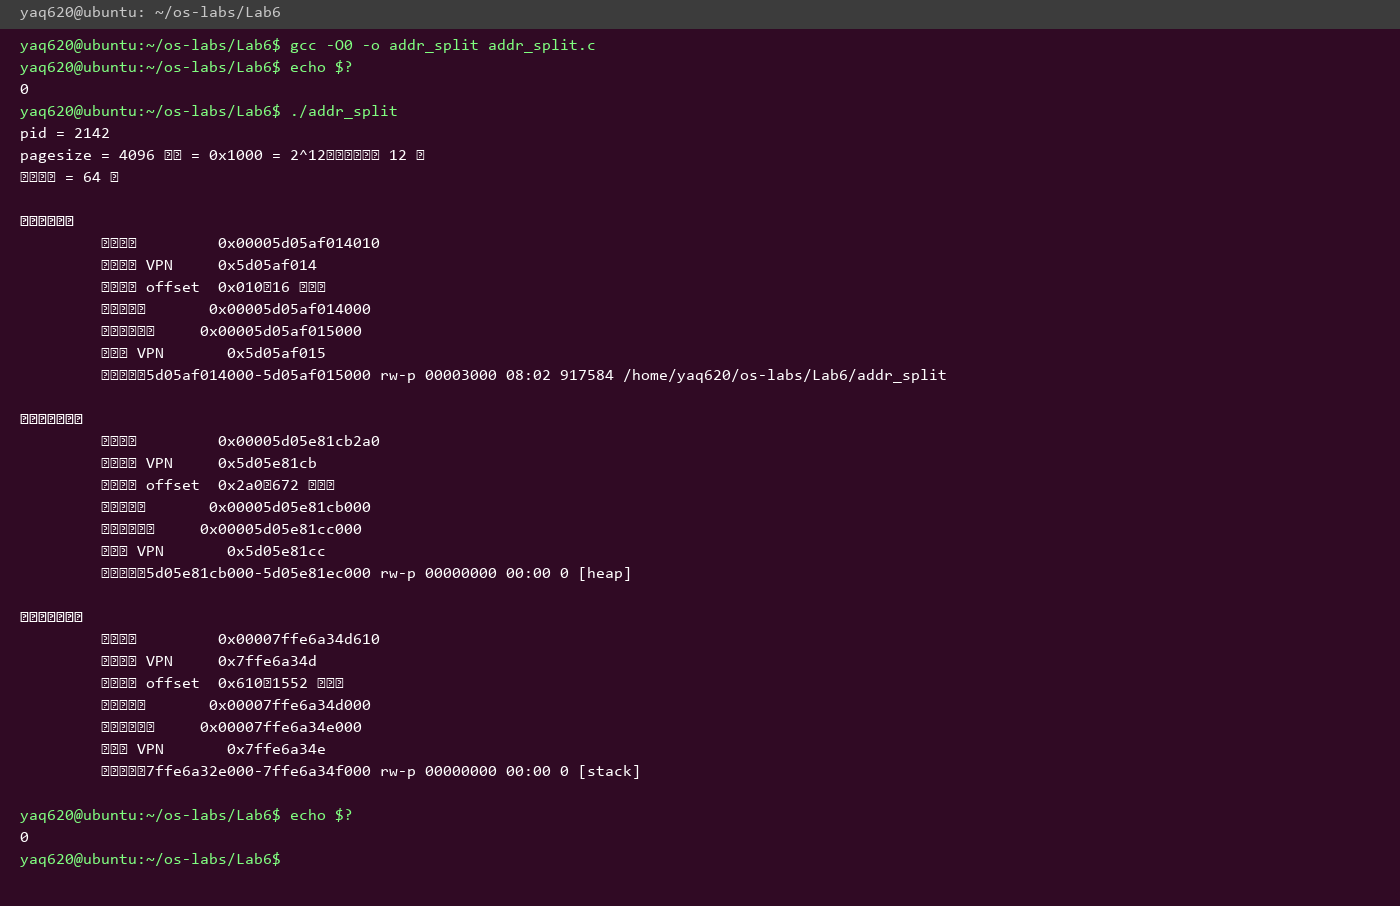 yaq620@ubuntu: ~/os-labs/Lab6
yaq620@ubuntu:~/os-labs/Lab6$ gcc -O0 -o addr_split addr_split.c
yaq620@ubuntu:~/os-labs/Lab6$ echo $?
0
yaq620@ubuntu:~/os-labs/Lab6$ ./addr_split
pid = 2142
pagesize = 4096 = 0x1000 = 2^12 12
= 64
0x00005d05af014010
VPN 0x5d05af014
offset 0x010 16
0x00005d05af014000
0x00005d05af015000
VPN 0x5d05af015
5d05af014000-5d05af015000 rw-p 00003000 08:02 917584 /home/yaq620/os-labs/Lab6/addr_split
0x00005d05e81cb2a0
VPN 0x5d05e81cb
offset 0x2a0 672
0x00005d05e81cb000
0x00005d05e81cc000
VPN 0x5d05e81cc
5d05e81cb000-5d05e81ec000 rw-p 00000000 00:00 0 [heap]
0x00007ffe6a34d610
VPN 0x7ffe6a34d
offset 0x610 1552
0x00007ffe6a34d000
0x00007ffe6a34e000
VPN 0x7ffe6a34e
7ffe6a32e000-7ffe6a34f000 rw-p 00000000 00:00 0 [stack]
yaq620@ubuntu:~/os-labs/Lab6$ echo $?
0
yaq620@ubuntu:~/os-labs/Lab6$